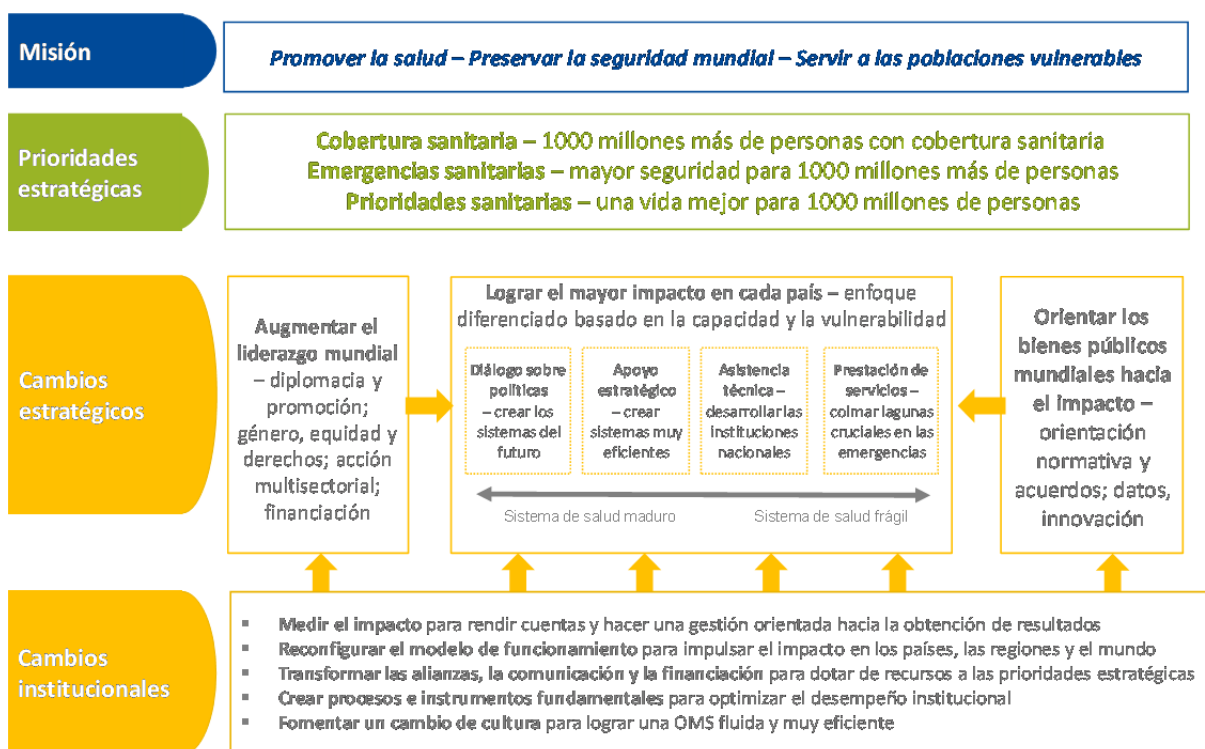 Misión
Promover la salud – Preservar la seguridad mundial – Servir a las poblaciones vulnerables
Prioridades
estratégicas
Cobertura sanitaria – 1000 millones más de personas con cobertura sanitaria
Emergencias sanitarias – mayor seguridad para 1000 millones más de personas
Prioridades sanitarias – una vida mejor para 1000 millones de personas
Cambios
estratégicos
Augmentar el
liderazgo mundial
– diplomacia y
promoción;
género, equidad y
derechos; acción
multisectorial;
financiación
Lograr el mayor impacto en cada país – enfoque
diferenciado basado en la capacidad y la vulnerabilidad
Diálogo sobre
políticas
– crear los
sistemas del
futuro
Apoyo
estratégico
– crear
sistemas muy
eficientes
Asistencia
técnica –
desarrollar las
instituciones
nacionales
Prestación de
servicios –
colmar lagunas
cruciales en las
emergencias
Sistema de salud maduro
Sistema de salud frágil
Orientar los
bienes públicos
mundiales hacia
el impacto –
orientación
normativa y
acuerdos; datos,
innovación
Cambios
institucionales
▪ Medir el impacto para rendir cuentas y hacer una gestión orientada hacia la obtención de resultados
▪ Reconfigurar el modelo de funcionamiento para impulsar el impacto en los países, las regiones y el mundo
▪ Transformar las alianzas, la comunicación y la financiación para dotar de recursos a las prioridades estratégicas
▪ Crear procesos e instrumentos fundamentales para optimizar el desempeño institucional
▪ Fomentar un cambio de cultura para lograr una OMS fluida y muy eficiente